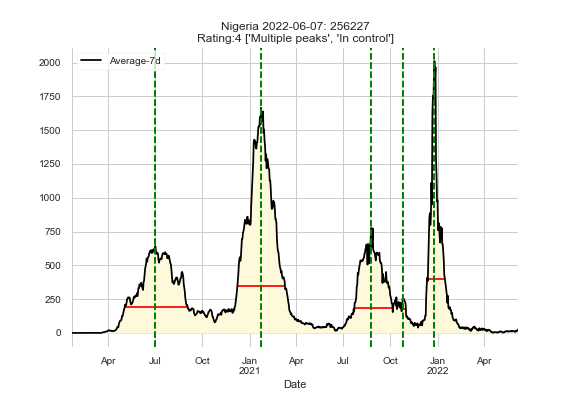 Nigeria 2022-06-07: 256227
Rating:4 ['Multiple peaks', 'In control']
Average-7d
2000
1750
1500
1250
1000
750
500
250
0
Apr Jul Oct Jan Apr Jul Oct Jan Apr
2021 2022
Date